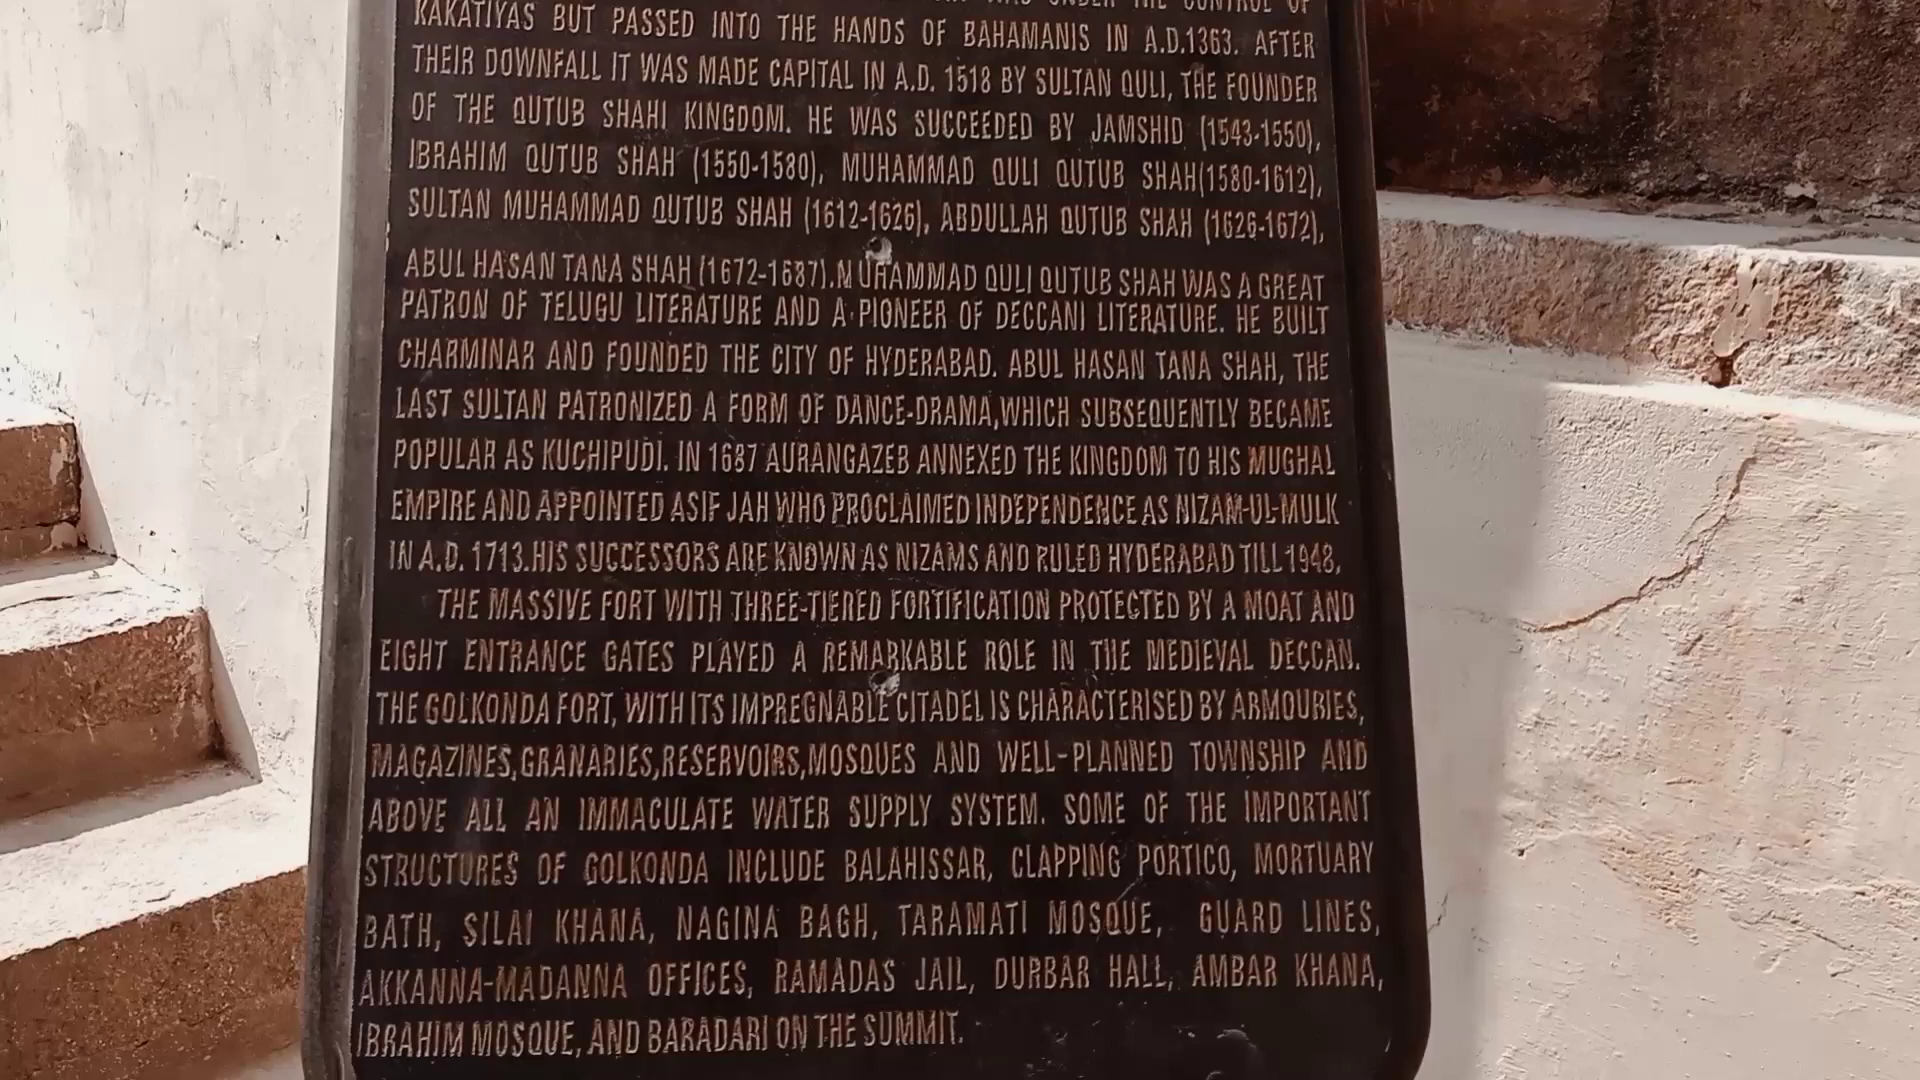 WAS UNDER THE CONTROL OF
KAKATIYAS BUT PASSED INTO THE HANDS OF BAHAMANIS IN A.D.1363. AFTER
THEIR DOWNFALL IT WAS MADE CAPITAL IN A.D. 1518 BY SULTAN QULI, THE FOUNDER
OF THE QUTUB SHAHI KINGDOM. HE WAS SUCCEEDED BY JAMSHID (1543-1550),
IBRAHIM QUTUB SHAH (1550-1580), MUHAMMAD QULI QUTUB SHAH(1580-1612),
SULTAN MUHAMMAD QUTUB SHAH (1612-1626), ABDULLAH QUTUB SHAH (1626-1672),
ABUL HASAN TANA SHAH (1672-1687).MUHAMMAD QULI QUTUB SHAH WAS A GREAT
PATRON OF TELUGU LITERATURE AND A PIONEER OF DECCANI LITERATURE. HE BUILT
CHARMINAR AND FOUNDED THE CITY OF HYDERABAD. ABUL HASAN TANA SHAH, THE
LAST SULTAN PATRONIZED A FORM OF DANCE-DRAMA,WHICH SUBSEQUENTLY BECAME
POPULAR AS KUCHIPUDI. IN 1687 AURANGAZEB ANNEXED THE KINGDOM TO HIS MUGHAL
EMPIRE AND APPOINTED ASIF JAH WHO PROCLAIMED INDEPENDENCE AS NIZAM-UL-MULK
IN A.D. 1713.HIS SUCCESSORS ARE KNOWN AS NIZAMS AND RULED HYDERABAD TILL 1948,
THE MASSIVE FORT WITH THREE-TIERED FORTIFICATION PROTECTED BY A MOAT AND
EIGHT ENTRANCE GATES PLAYED A REMARKABLE ROLE IN THE MEDIEVAL DECCAN.
THE GOLKONDA FORT, WITH ITS IMPREGNABLE CITADEL IS CHARACTERISED BY ARMOURIES,
MAGAZINES,GRANARIES,RESERVOIRS,MOSQUES AND WELL-PLANNED TOWNSHIP AND
ABOVE ALL AN IMMACULATE WATER SUPPLY SYSTEM. SOME OF THE IMPORTANT
STRUCTURES OF GOLKONDA INCLUDE BALAHISSAR, CLAPPING PORTICO, MORTUARY
BATH, SILAI KHANA, NAGINA BAGH, TARAMATI MOSQUE, GUARD LINES,
AKKANNA-MADANNA OFFICES, RAMADAS JAIL, DURBAR HALL, AMBAR KHANA,
IBRAHIM MOSQUE, AND BARADARI ON THE SUMMIT.